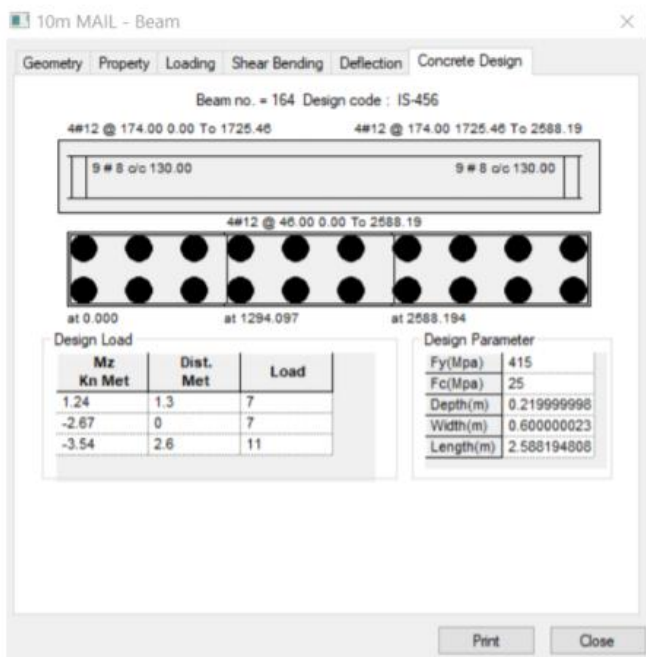 10m MAIL - Beam
Geometry Property Loading Shear Bending Deflection Concrete Design
Beam no. = 164 Design code : IS-456
4#12 @ 174.00 0.00 To 1725.46 4#12 @ 174.00 1725.46 To 2588.19
9 # 8 c/c 130.00 9 # 8 c/c 130.00
4#12 @ 46.00 0.00 To 2588.19
at 0.000 at 1294.097 at 2588.194
Design Load
Mz Kn Met Dist. Met Load
1.24 1.3 7
-2.67 0 7
-3.54 2.6 11
Design Parameter
Fy(Mpa) 415
Fc(Mpa) 25
Depth(m) 0.219999998
Width(m) 0.600000023
Length(m) 2.588194808
Print Close